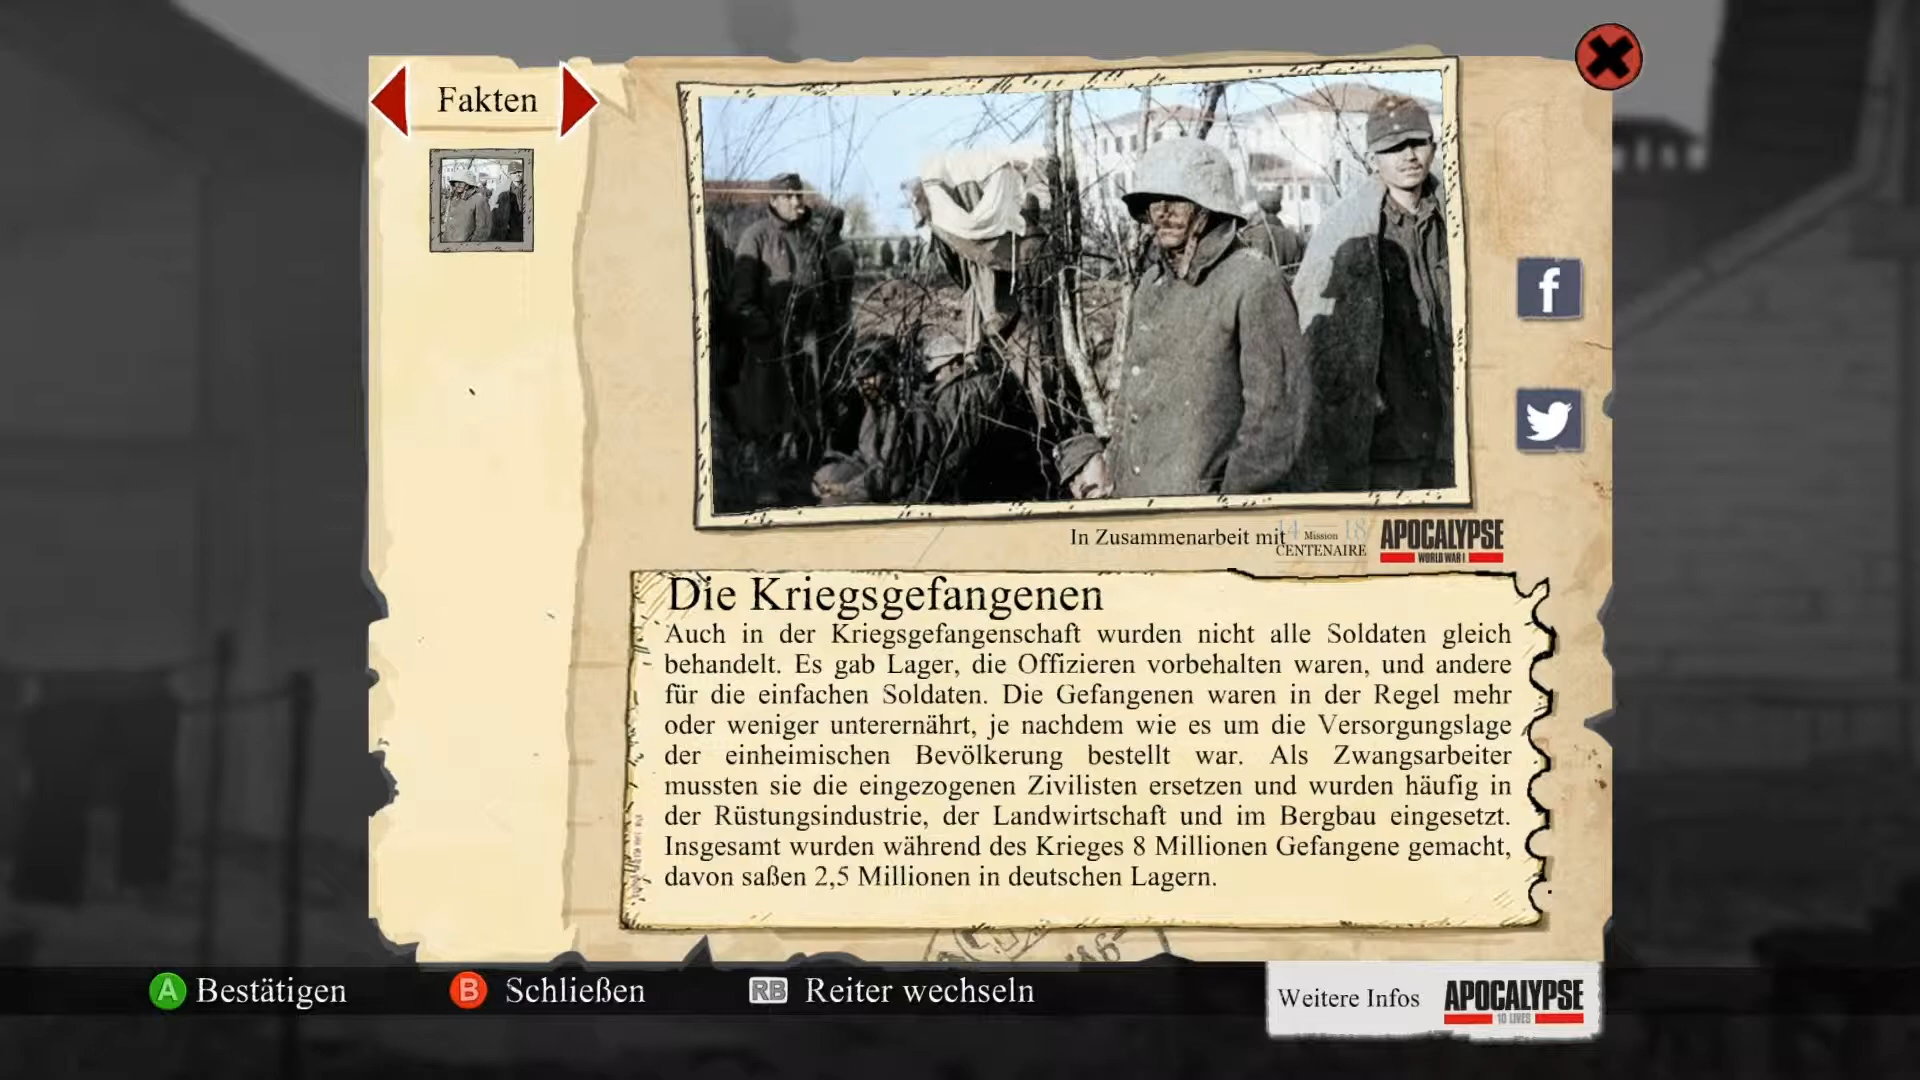 Fakten
In Zusammenarbeit mit
14 18
Mission
CENTENAIRE
APOCALYPSE
WORLD WAR I
Die Kriegsgefangenen
Auch in der Kriegsgefangenschaft wurden nicht alle Soldaten gleich
behandelt. Es gab Lager, die Offizieren vorbehalten waren, und andere
für die einfachen Soldaten. Die Gefangenen waren in der Regel mehr
oder weniger unterernährt, je nachdem wie es um die Versorgungslage
der einheimischen Bevölkerung bestellt war. Als Zwangsarbeiter
mussten sie die eingezogenen Zivilisten ersetzen und wurden häufig in
der Rüstungsindustrie, der Landwirtschaft und im Bergbau eingesetzt.
Insgesamt wurden während des Krieges 8 Millionen Gefangene gemacht,
davon saßen 2,5 Millionen in deutschen Lagern.
A Bestätigen
B Schließen
RB Reiter wechseln
Weitere Infos
APOCALYPSE
10 LIVES